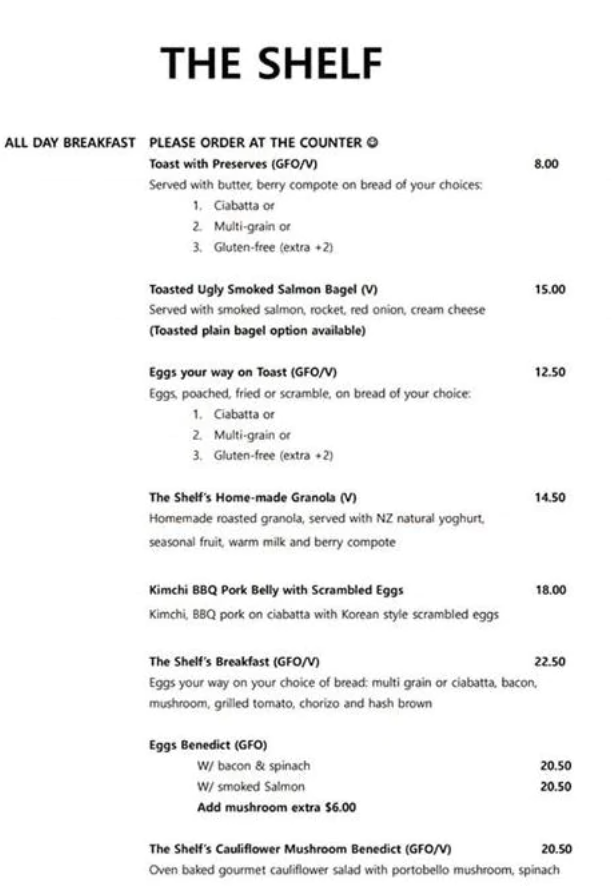 THE SHELF
ALL DAY BREAKFAST PLEASE ORDER AT THE COUNTER ☺
Toast with Preserves (GFO/V) 8.00
Served with butter, berry compote on bread of your choices:
1. Ciabatta or
2. Multi-grain or
3. Gluten-free (extra +2)
Toasted Ugly Smoked Salmon Bagel (V) 15.00
Served with smoked salmon, rocket, red onion, cream cheese
(Toasted plain bagel option available)
Eggs your way on Toast (GFO/V) 12.50
Eggs, poached, fried or scramble, on bread of your choice:
1. Ciabatta or
2. Multi-grain or
3. Gluten-free (extra +2)
The Shelf's Home-made Granola (V) 14.50
Homemade roasted granola, served with NZ natural yoghurt,
seasonal fruit, warm milk and berry compote
Kimchi BBQ Pork Belly with Scrambled Eggs 18.00
Kimchi, BBQ pork on ciabatta with Korean style scrambled eggs
The Shelf's Breakfast (GFO/V) 22.50
Eggs your way on your choice of bread: multi grain or ciabatta, bacon,
mushroom, grilled tomato, chorizo and hash brown
Eggs Benedict (GFO)
W/ bacon & spinach 20.50
W/ smoked Salmon 20.50
Add mushroom extra $6.00
The Shelf's Cauliflower Mushroom Benedict (GFO/V) 20.50
Oven baked gourmet cauliflower salad with portobello mushroom, spinach